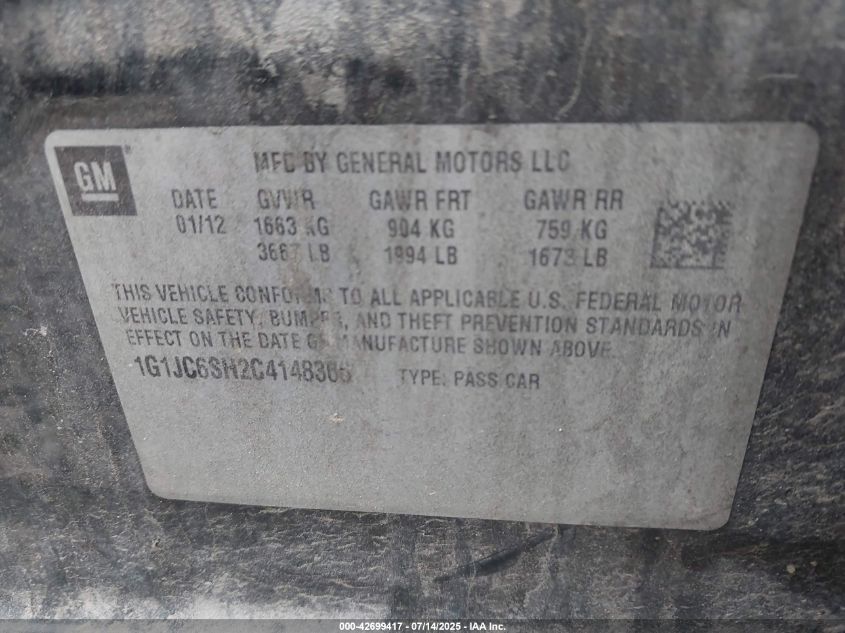 GM
MFD BY GENERAL MOTORS LLC
DATE GVWR GAWR FRT GAWR RR
01/12 1663 KG 904 KG 759 KG
3667 LB 1994 LB 1673 LB
THIS VEHICLE CONFORMS TO ALL APPLICABLE U.S. FEDERAL MOTOR
VEHICLE SAFETY, BUMPER, AND THEFT PREVENTION STANDARDS IN
EFFECT ON THE DATE OF MANUFACTURE SHOWN ABOVE.
TYPE: PASS CAR
000-42699417 - 07/14/2025 - IAA Inc.